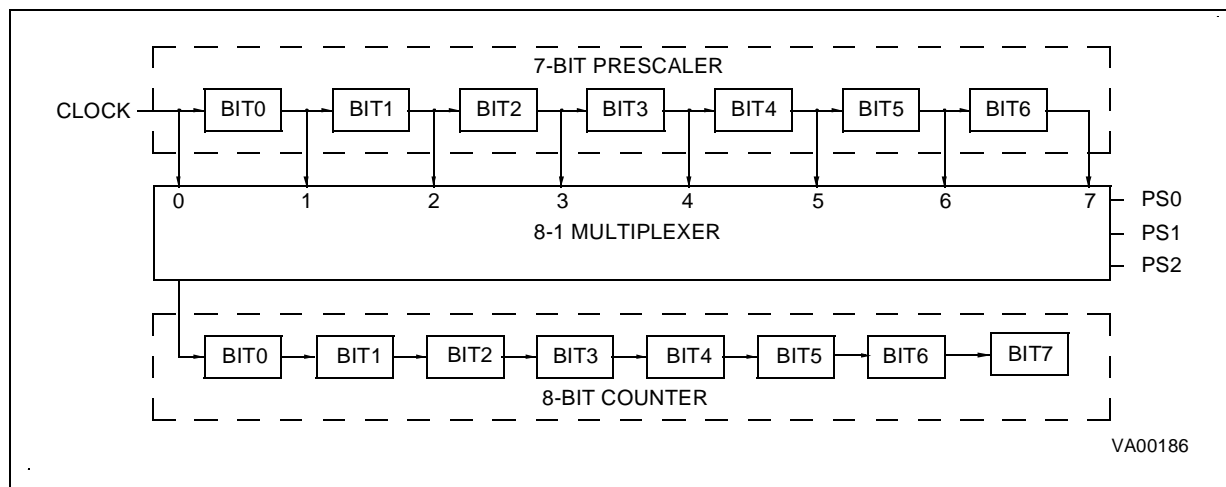 7-BIT PRESCALER
CLOCK BIT0 BIT1 BIT2 BIT3 BIT4 BIT5 BIT6
0 1 2 3 4 5 6 7
PS0
8-1 MULTIPLEXER
PS1
PS2
BIT0 BIT1 BIT2 BIT3 BIT4 BIT5 BIT6 BIT7
8-BIT COUNTER
VA00186